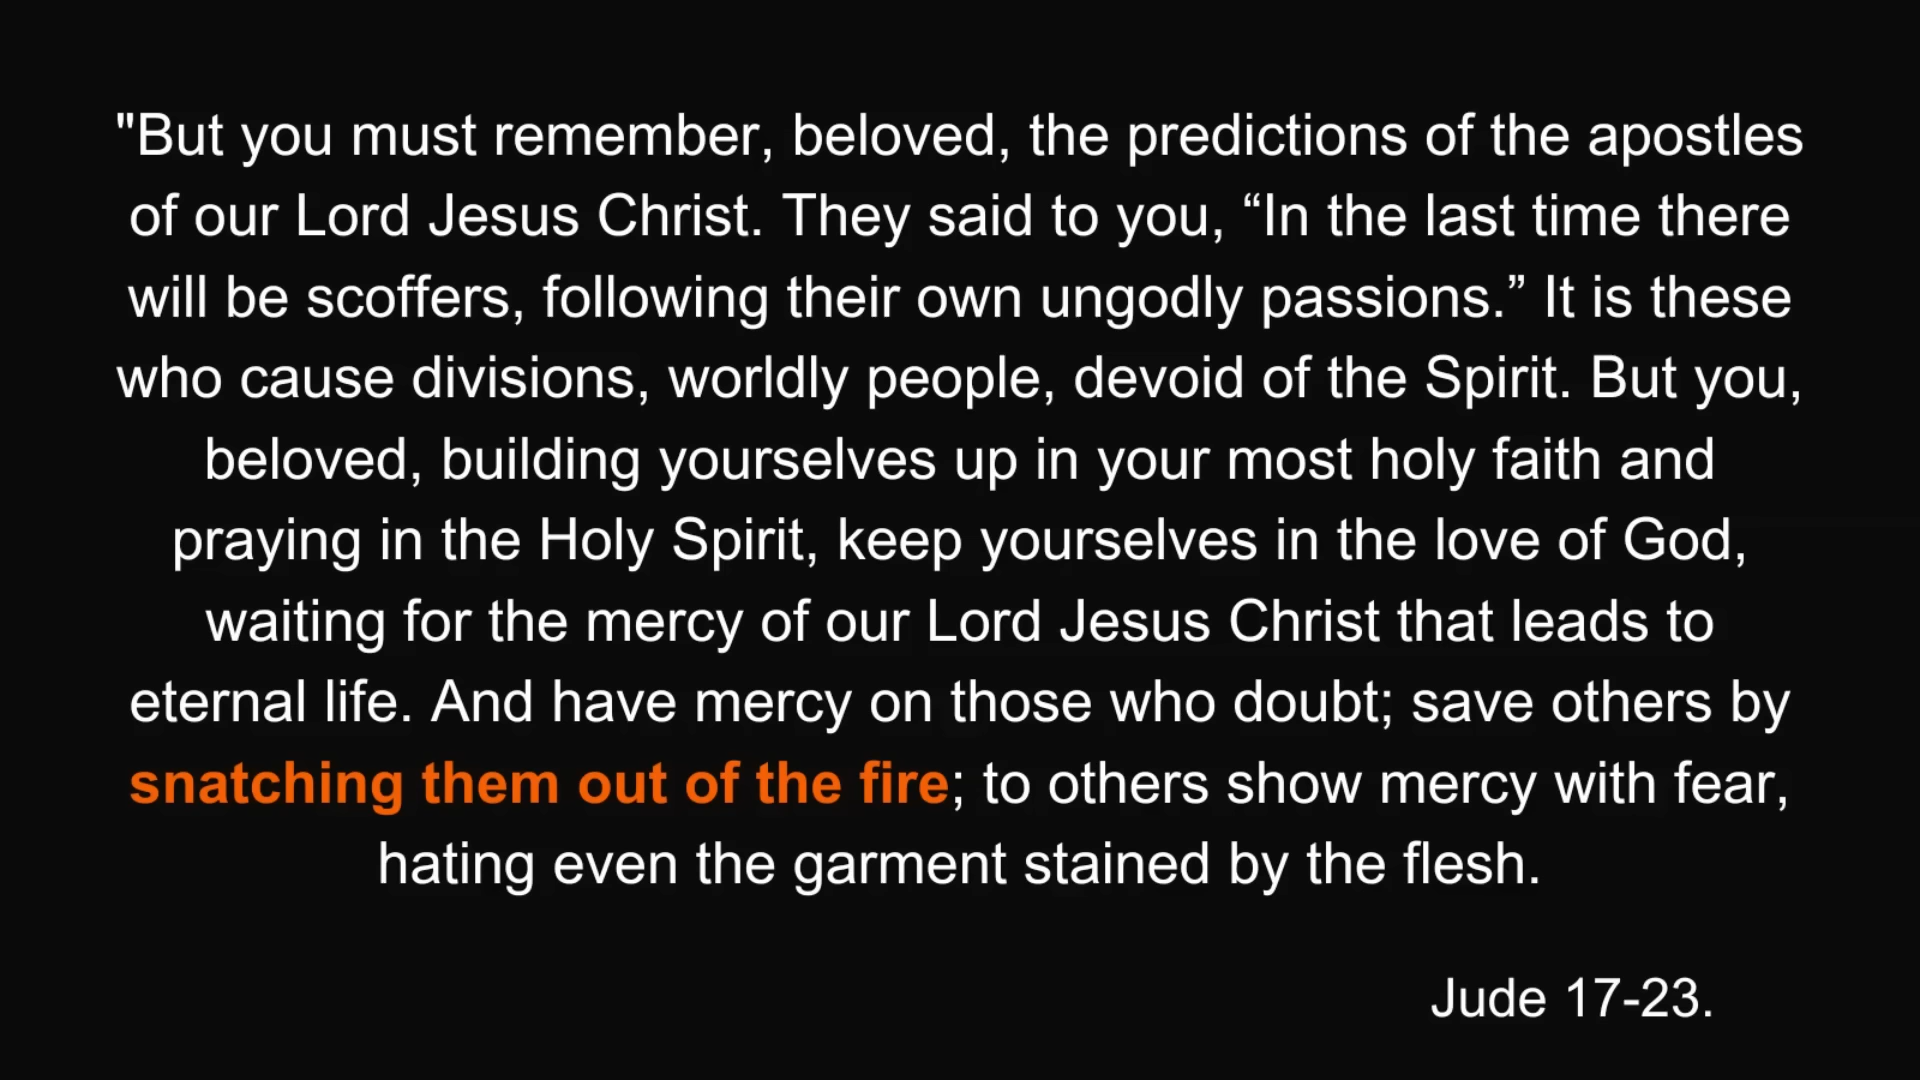 "But you must remember, beloved, the predictions of the apostles
of our Lord Jesus Christ. They said to you, “In the last time there
will be scoffers, following their own ungodly passions.” It is these
who cause divisions, worldly people, devoid of the Spirit. But you,
beloved, building yourselves up in your most holy faith and
praying in the Holy Spirit, keep yourselves in the love of God,
waiting for the mercy of our Lord Jesus Christ that leads to
eternal life. And have mercy on those who doubt; save others by
snatching them out of the fire; to others show mercy with fear,
hating even the garment stained by the flesh.
Jude 17-23.